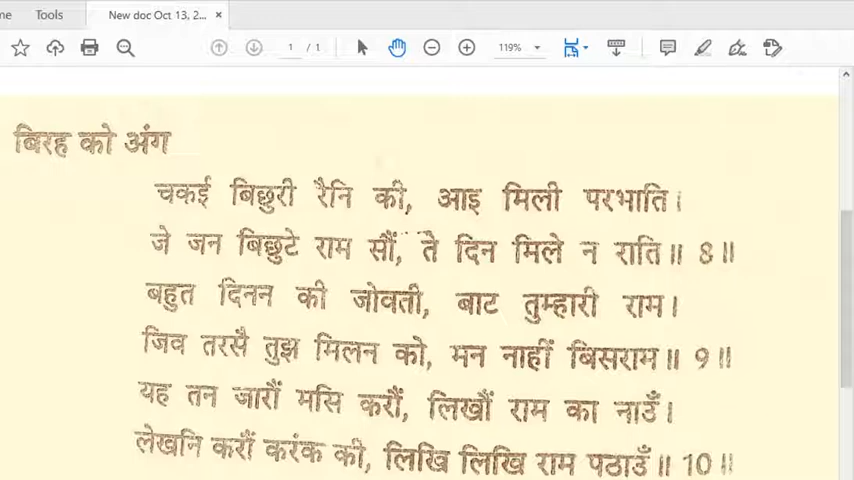 me Tools New doc Oct 13, 2... ×
1 / 1 119%
बिरह को अंग
चकई बिछुरी रैनि की, आइ मिली परभाति।
जे जन बिछुटे राम सौं, ते दिन मिले न राति॥ 8॥
बहुत दिनन की जोवती, बाट तुम्हारी राम।
जिव तरसै तुझ मिलन को, मन नाहीं बिसराम॥ 9॥
यह तन जारौं मसि करौं, लिखौं राम का नाउँ।
लेखनि करौं करंक की, लिखि लिखि राम पठाउँ॥ 10॥